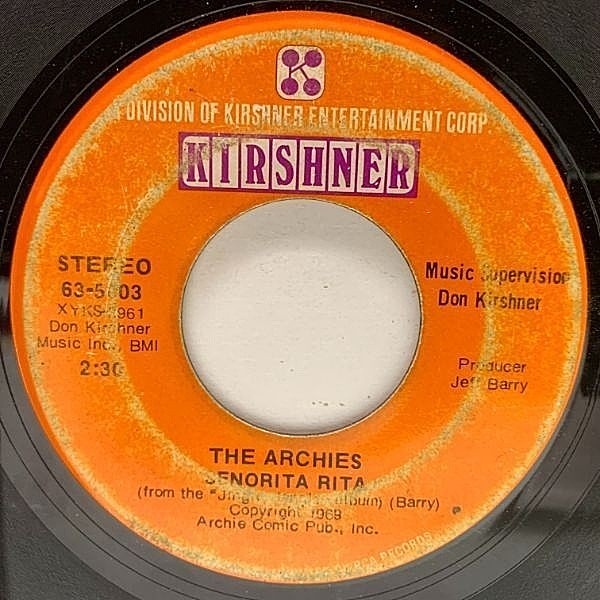 K
DIVISION OF KIRSHNER ENTERTAINMENT CORP.
KIRSHNER
STEREO
63-5003
XYKS-
Don Kirshner
Music Inc., BMI
2:30
Music Supervision
Don Kirshner
Producer
Jeff Barry
THE ARCHIES
SENORITA RITA
(from the "Jingle Jangle" Album) (Barry)
Copyright 1969
Archie Comic Pub., Inc.
RCA RECORDS